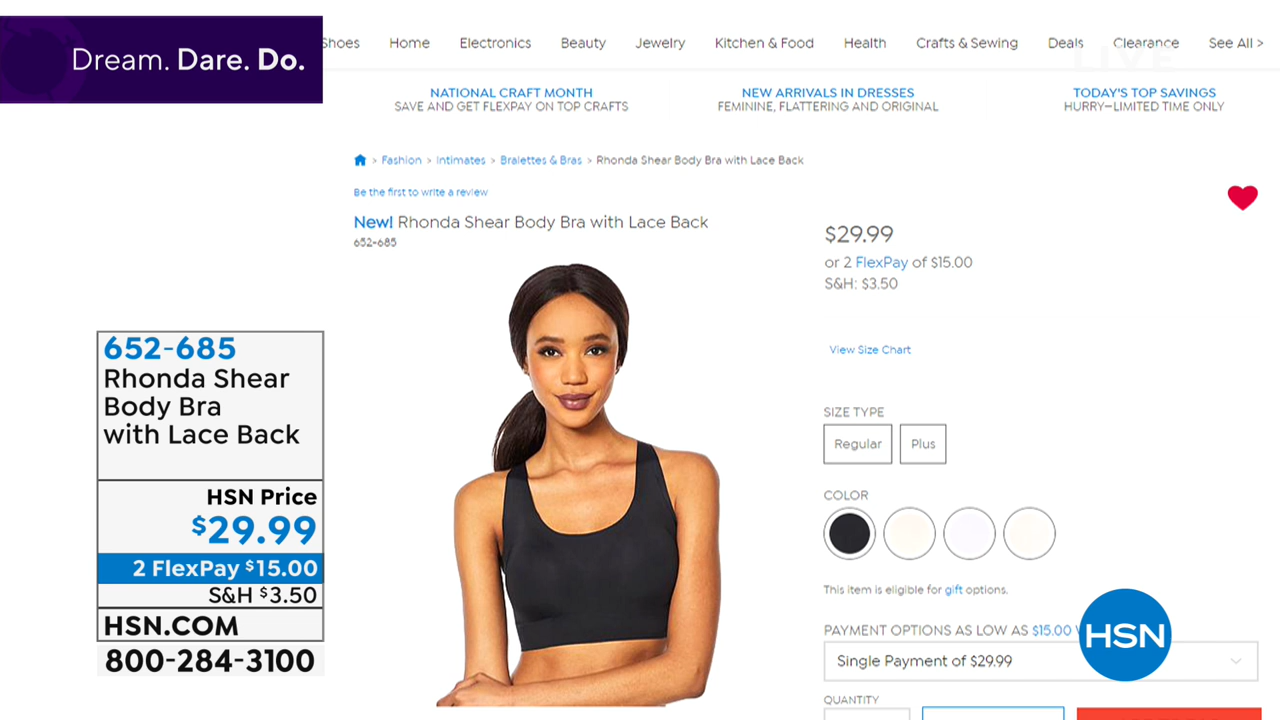 Dream. Dare. Do.
Shoes Home Electronics Beauty Jewelry Kitchen & Food Health Crafts & Sewing Deals Clearance See All >
LIVE
NATIONAL CRAFT MONTH
SAVE AND GET FLEXPAY ON TOP CRAFTS
NEW ARRIVALS IN DRESSES
FEMININE, FLATTERING AND ORIGINAL
TODAY'S TOP SAVINGS
HURRY—LIMITED TIME ONLY
> Fashion > Intimates > Bralettes & Bras > Rhonda Shear Body Bra with Lace Back
Be the first to write a review
New! Rhonda Shear Body Bra with Lace Back
652-685
$29.99
or 2 FlexPay of $15.00
S&H: $3.50
View Size Chart
SIZE TYPE
Regular Plus
COLOR
This item is eligible for gift options.
PAYMENT OPTIONS AS LOW AS $15.00
Single Payment of $29.99
QUANTITY
652-685
Rhonda Shear
Body Bra
with Lace Back
HSN Price
$29.99
2 FlexPay $15.00
S&H $3.50
HSN.COM
800-284-3100
HSN